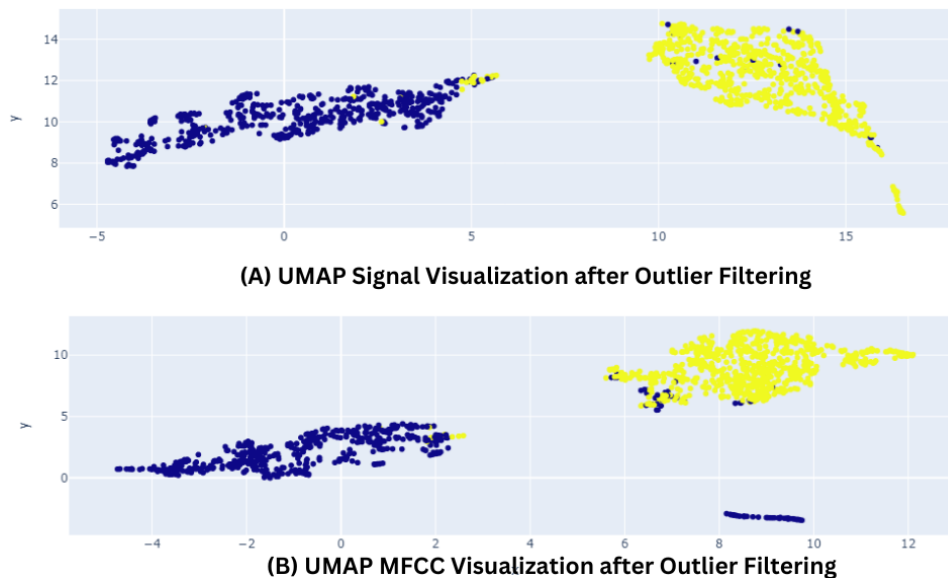 14
12
10
8
6
y
−5 0 5 10 15
(A) UMAP Signal Visualization after Outlier Filtering
10
5
0
y
−4 −2 0 2 4 6 8 10 12
x
(B) UMAP MFCC Visualization after Outlier Filtering